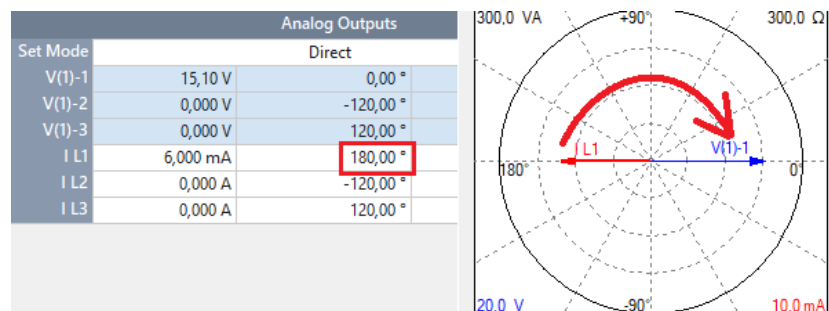 Analog Outputs
Set Mode Direct
V(1)-1 15,10 V 0,00 °
V(1)-2 0,000 V -120,00 °
V(1)-3 0,000 V 120,00 °
I L1 6,000 mA 180,00 °
I L2 0,000 A -120,00 °
I L3 0,000 A 120,00 °
300,0 VA +90° 300,0 Ω
I L1 V(1)-1
180° 0°
20,0 V -90° 10,0 mA